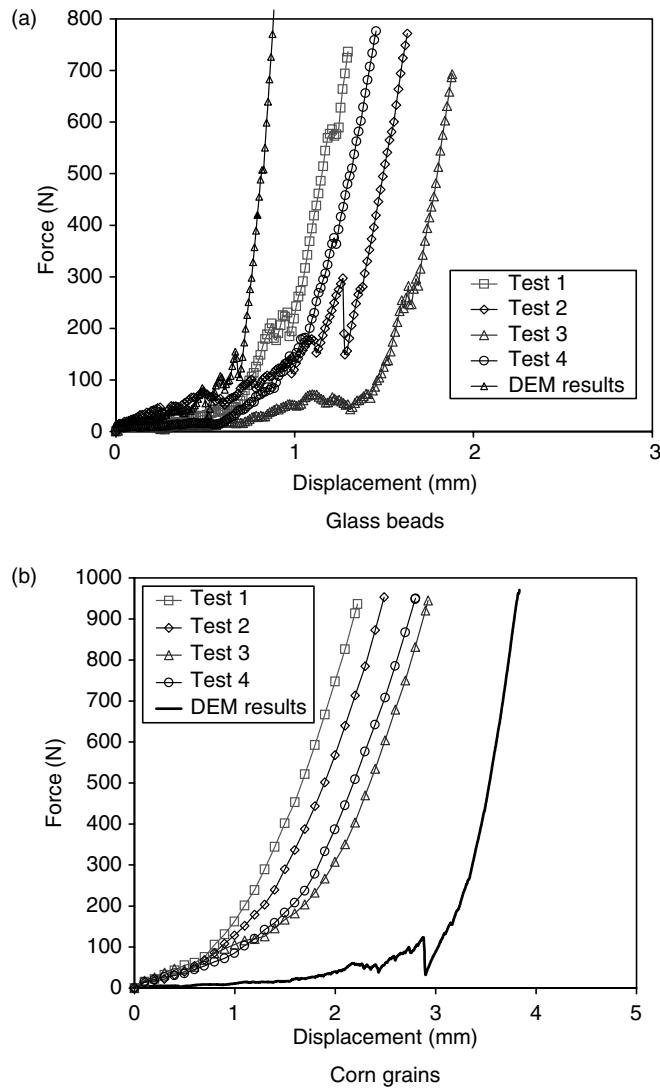 (a)
800
700
600
500
400
300
200
100
0
Force (N)
Test 1
Test 2
Test 3
Test 4
DEM results
0
1
2
3
Displacement (mm)
Glass beads
(b)
1000
900
800
700
600
500
400
300
200
100
0
Force (N)
Test 1
Test 2
Test 3
Test 4
DEM results
0
1
2
3
4
5
Displacement (mm)
Corn grains